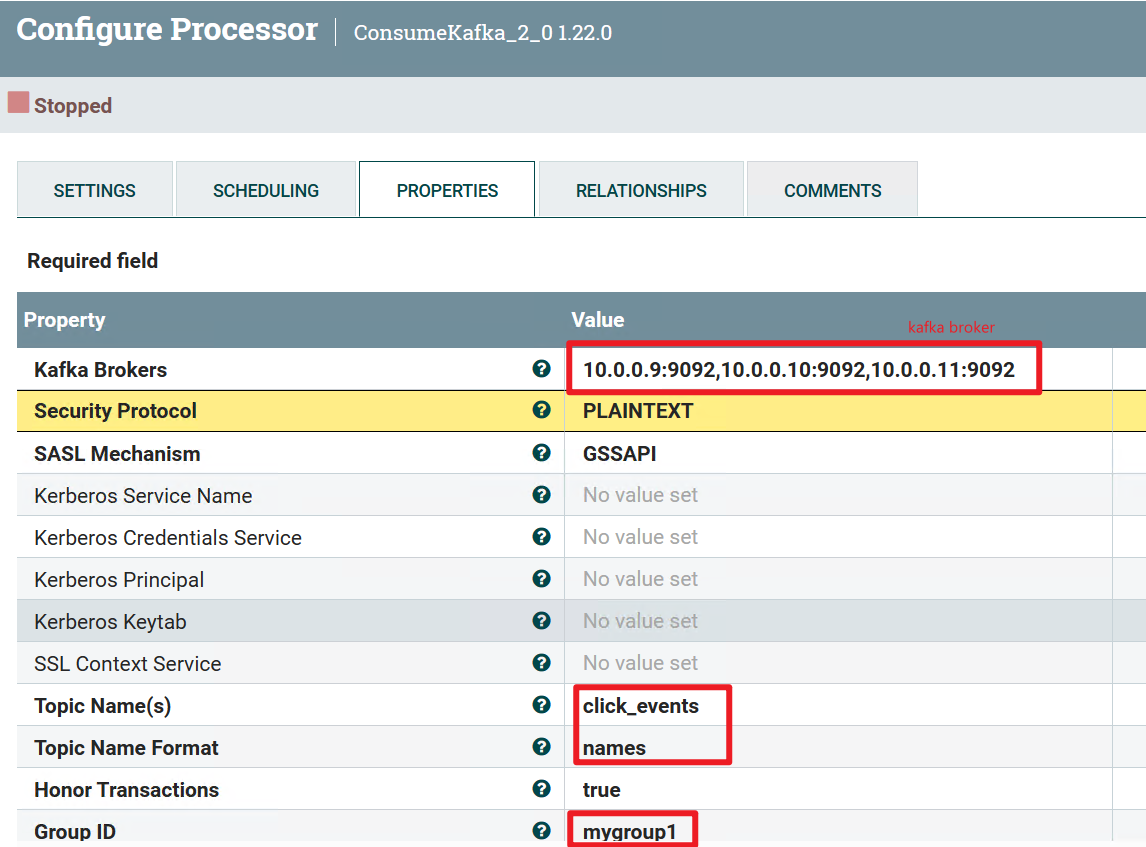 Configure Processor | ConsumeKafka_2_0 1.22.0
Stopped
SETTINGS SCHEDULING PROPERTIES RELATIONSHIPS COMMENTS
Required field
Property Value kafka broker
Kafka Brokers ? 10.0.0.9:9092,10.0.0.10:9092,10.0.0.11:9092
Security Protocol ? PLAINTEXT
SASL Mechanism ? GSSAPI
Kerberos Service Name ? No value set
Kerberos Credentials Service ? No value set
Kerberos Principal ? No value set
Kerberos Keytab ? No value set
SSL Context Service ? No value set
Topic Name(s) ? click_events
Topic Name Format ? names
Honor Transactions ? true
Group ID ? mygroup1